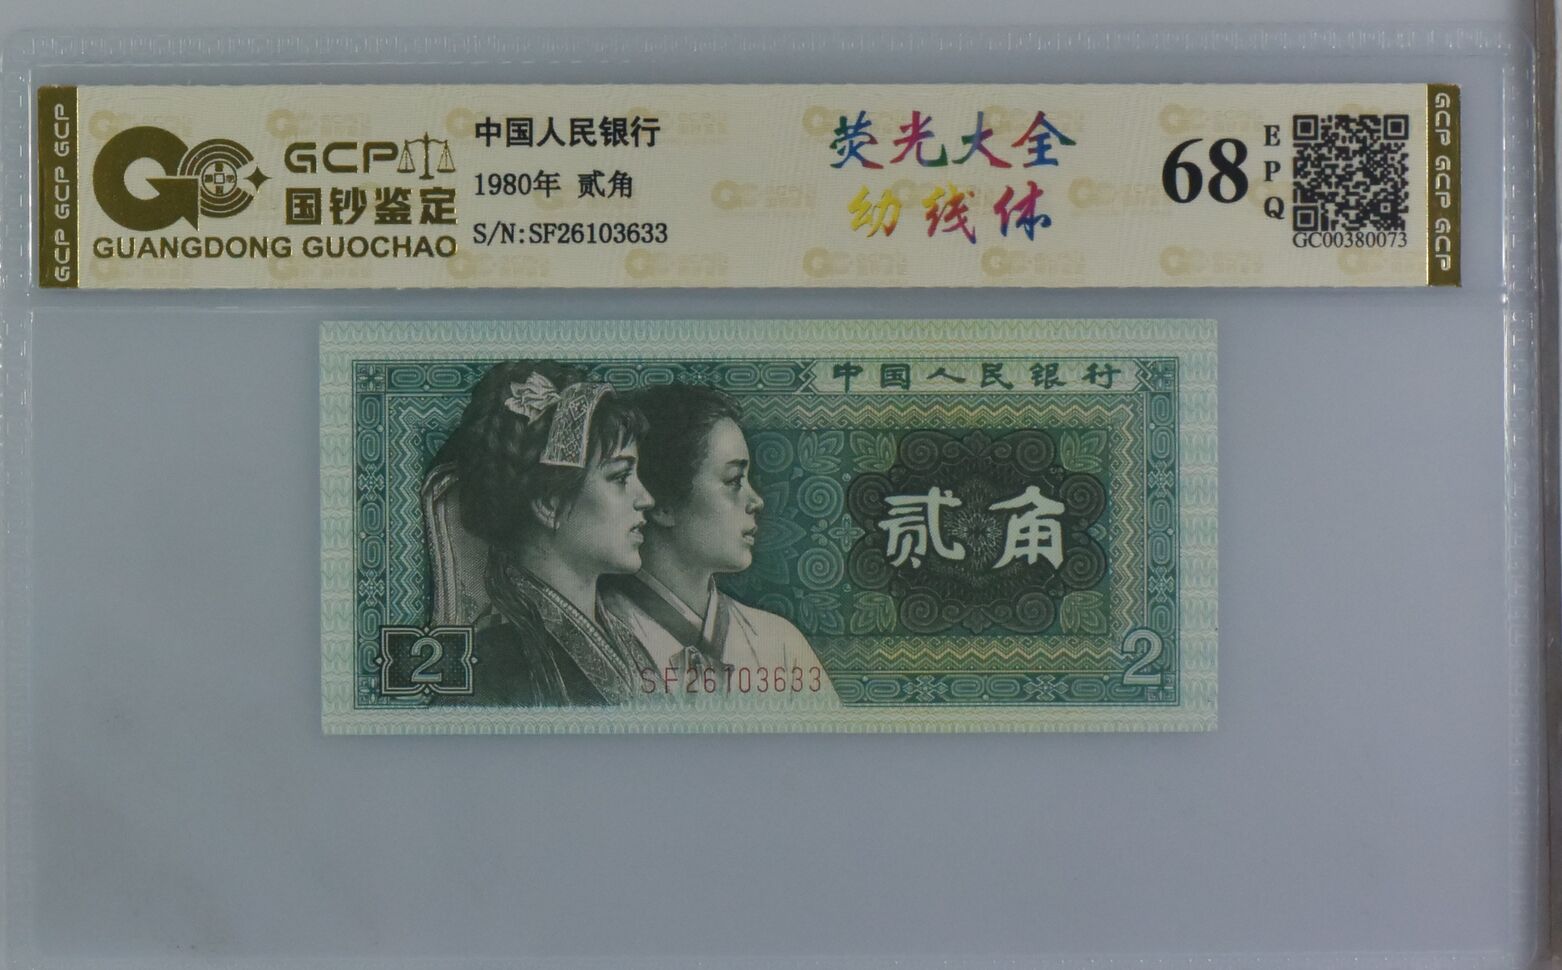 GCP GCP GCP
GCP
国钞鉴定
GUANGDONG GUOCHAO
中国人民银行
1980年 贰角
S/N:SF26103633
荧光大全
幼线体
68
EPQ
GC00380073
GCP GCP GCP
中国人民银行
贰角
2
2
SF26103633